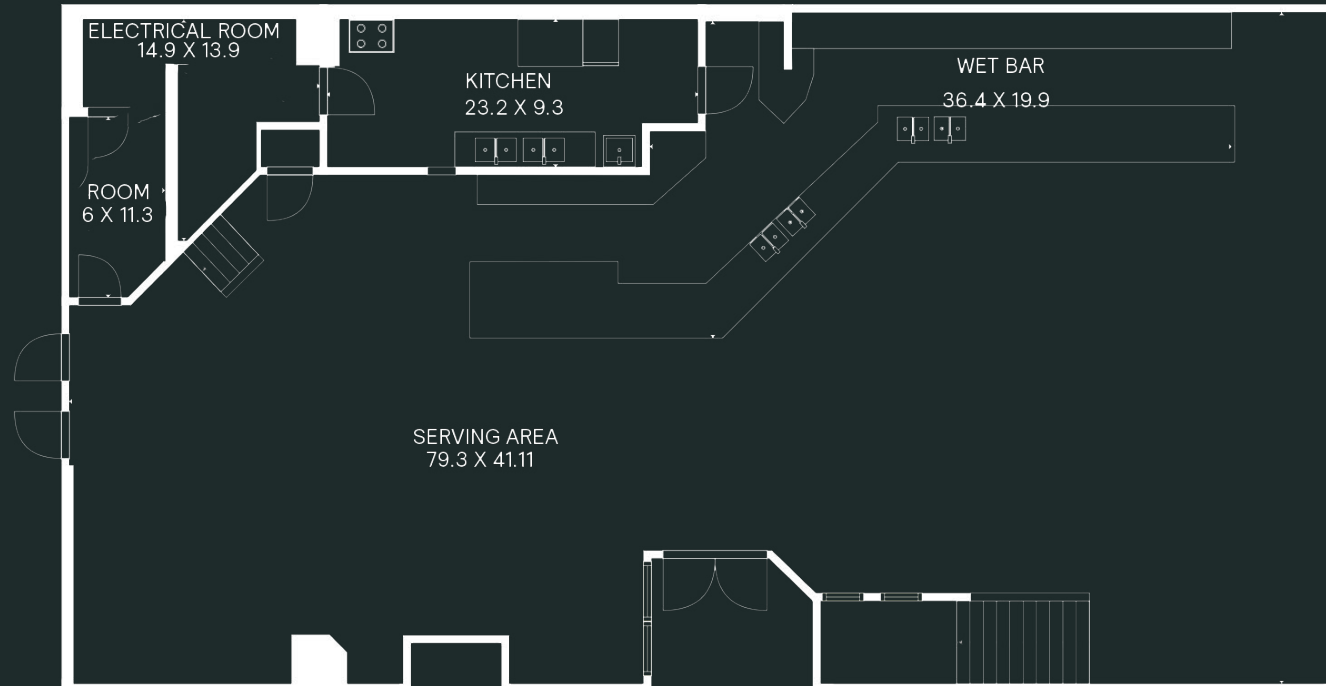 ELECTRICAL ROOM
14.9 X 13.9
KITCHEN
23.2 X 9.3
WET BAR
36.4 X 19.9
ROOM
6 X 11.3
SERVING AREA
79.3 X 41.11